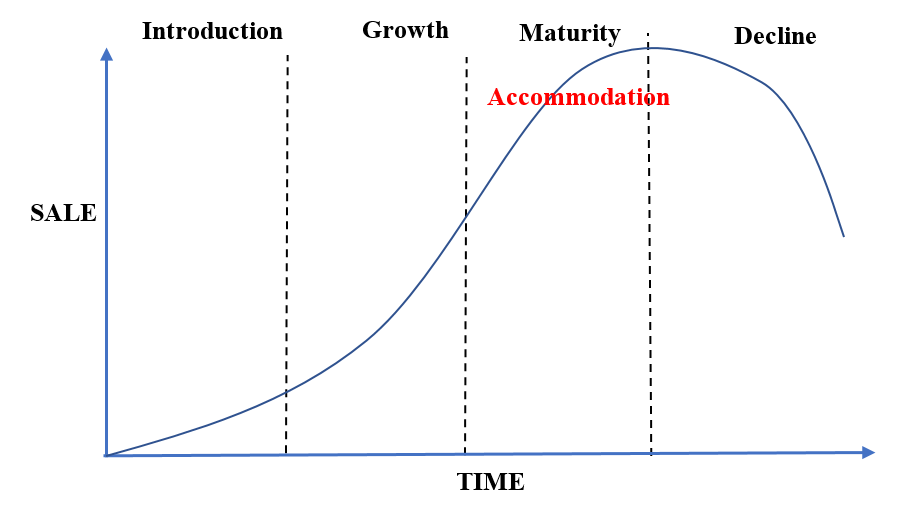 Introduction
Growth
Maturity
Decline
Accommodation
SALE
TIME